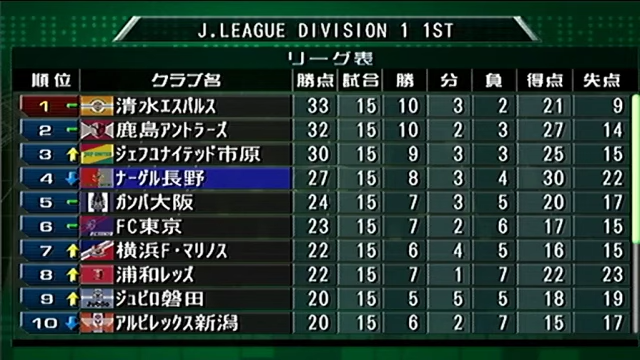 J.LEAGUE DIVISION 1 1ST
リーグ表
順位 クラブ名 勝点 試合 勝 分 負 得点 失点
1 清水エスパルス 33 15 10 3 2 21 9
2 鹿島アントラーズ 32 15 10 2 3 27 14
3 ジェフユナイテッド市原 30 15 9 3 3 25 15
4 ナーゲル長野 27 15 8 3 4 30 22
5 ガンバ大阪 24 15 7 3 5 20 17
6 FC東京 23 15 7 2 6 17 15
7 横浜F・マリノス 22 15 6 4 5 16 15
8 浦和レッズ 22 15 7 1 7 22 23
9 ジュビロ磐田 20 15 5 5 5 18 19
10 アルビレックス新潟 20 15 6 2 7 15 17